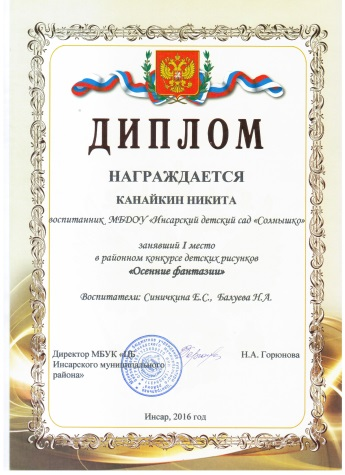 ДИПЛОМ
НАГРАЖДАЕТСЯ
КАНАЙКИН НИКИТА
воспитанник МБДОУ «Инсарский детский сад «Солнышко»
занявший I место
в районном конкурсе детских рисунков
«Осенние фантазии»
Воспитатели: Синичкина Е.С., Балуева Н.А.
Директор МБУК «ЦБ Н.А. Горюнова
Инсарского муниципального
района»
Инсар, 2016 год